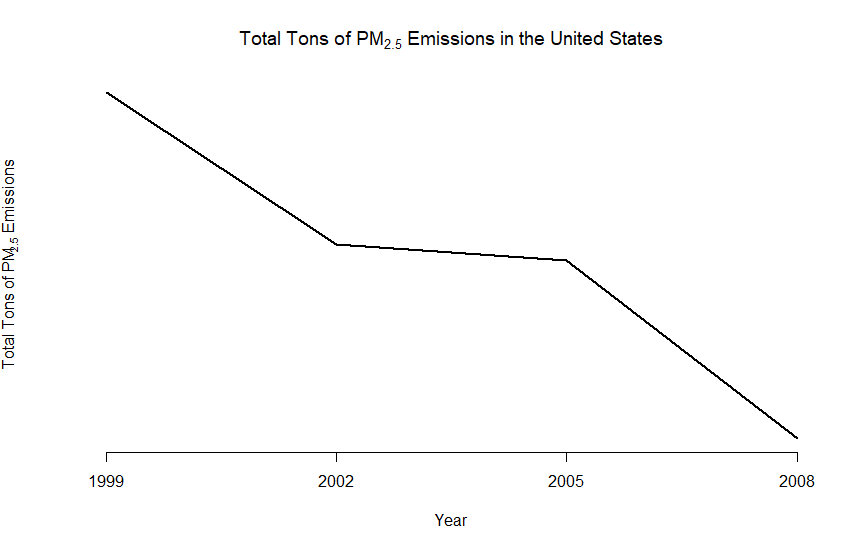 Total Tons of PM2.5 Emissions in the United States
Total Tons of PM2.5 Emissions
1999 2002 2005 2008
Year